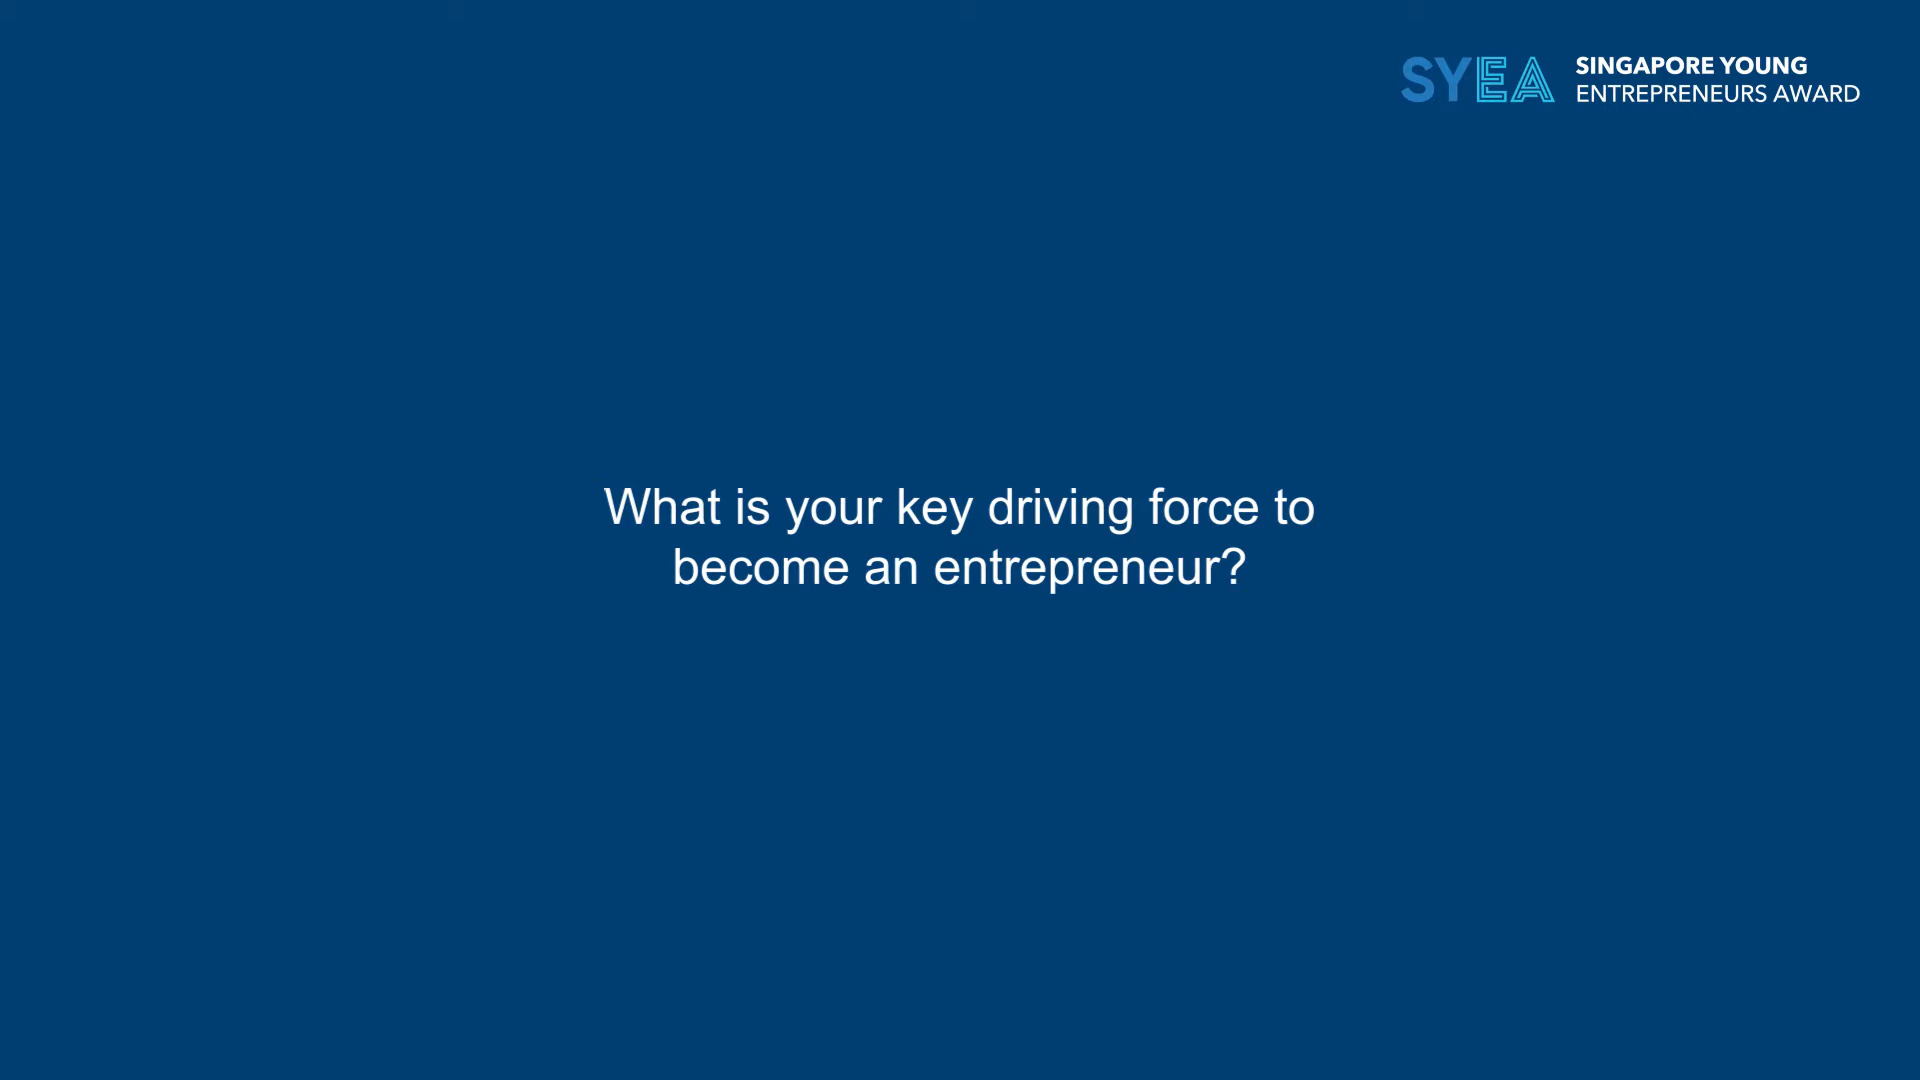 SYEA
SINGAPORE YOUNG
ENTREPRENEURS AWARD
What is your key driving force to
become an entrepreneur?